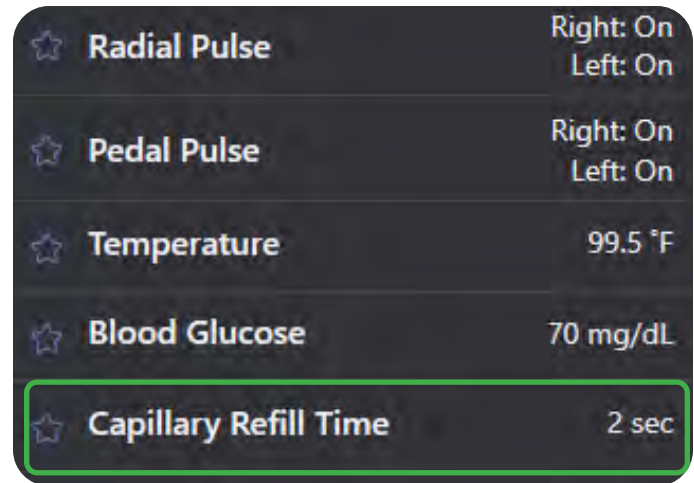 Radial Pulse
Right: On
Left: On
Pedal Pulse
Right: On
Left: On
Temperature 99.5 °F
Blood Glucose 70 mg/dL
Capillary Refill Time 2 sec